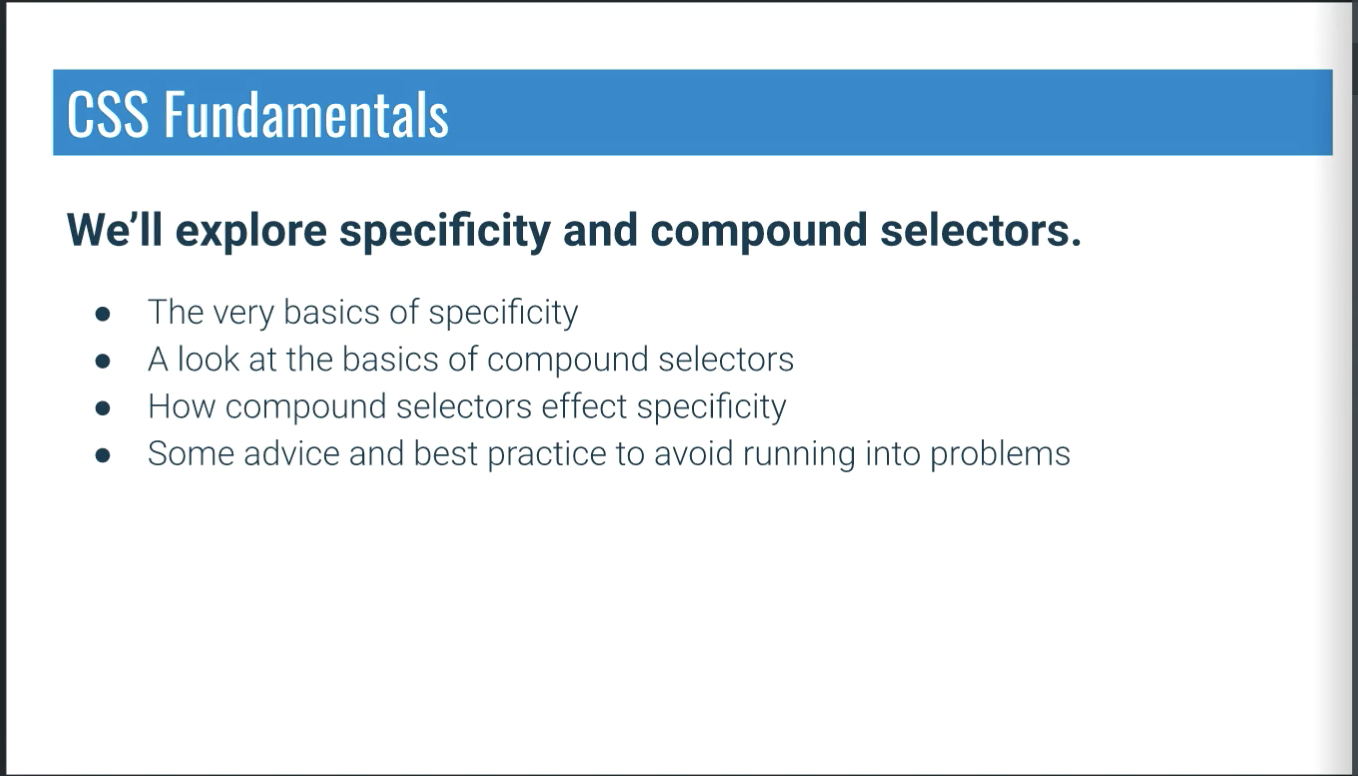 CSS Fundamentals
We’ll explore specificity and compound selectors.
● The very basics of specificity
● A look at the basics of compound selectors
● How compound selectors effect specificity
● Some advice and best practice to avoid running into problems